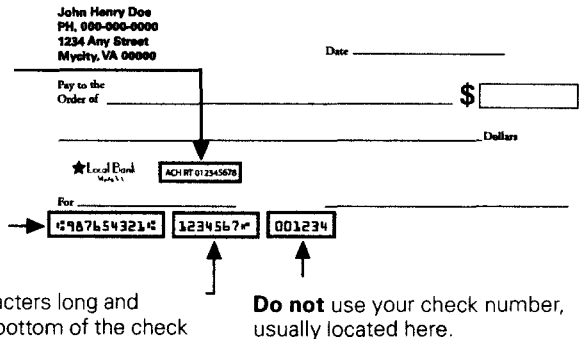 John Henry Doe
PH, 000-000-0000
1234 Any Street
Mycity, VA 00000
Date
Pay to the
Order of
$
Dollars
Local Bank
ACH RT 012345678
For
⑆987654321⑆ 1234567⑈ 001234
acters long and
bottom of the check
Do not use your check number,
usually located here.